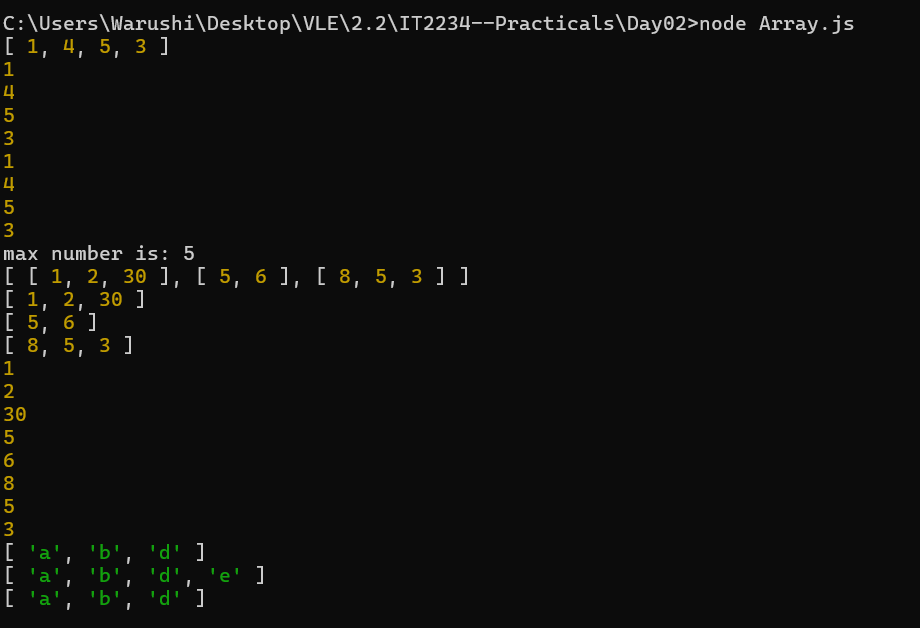 C:\Users\Warushi\Desktop\VLE\2.2\IT2234--Practicals\Day02>node Array.js
[ 1, 4, 5, 3 ]
1
4
5
3
1
4
5
3
max number is: 5
[ [ 1, 2, 30 ], [ 5, 6 ], [ 8, 5, 3 ] ]
[ 1, 2, 30 ]
[ 5, 6 ]
[ 8, 5, 3 ]
1
2
30
5
6
8
5
3
[ 'a', 'b', 'd' ]
[ 'a', 'b', 'd', 'e' ]
[ 'a', 'b', 'd' ]